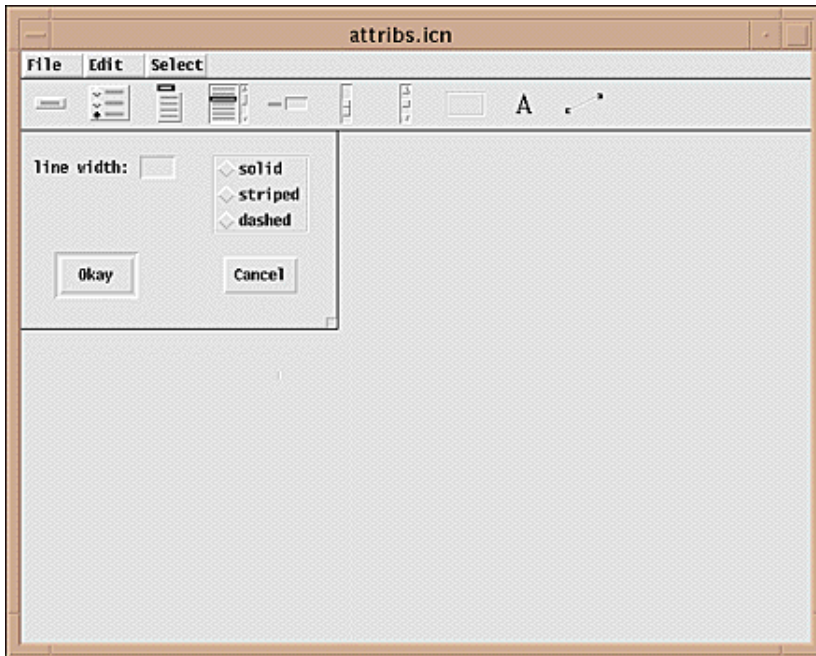 attribs.icn
File Edit Select
A
line width:
solid
striped
dashed
Okay Cancel